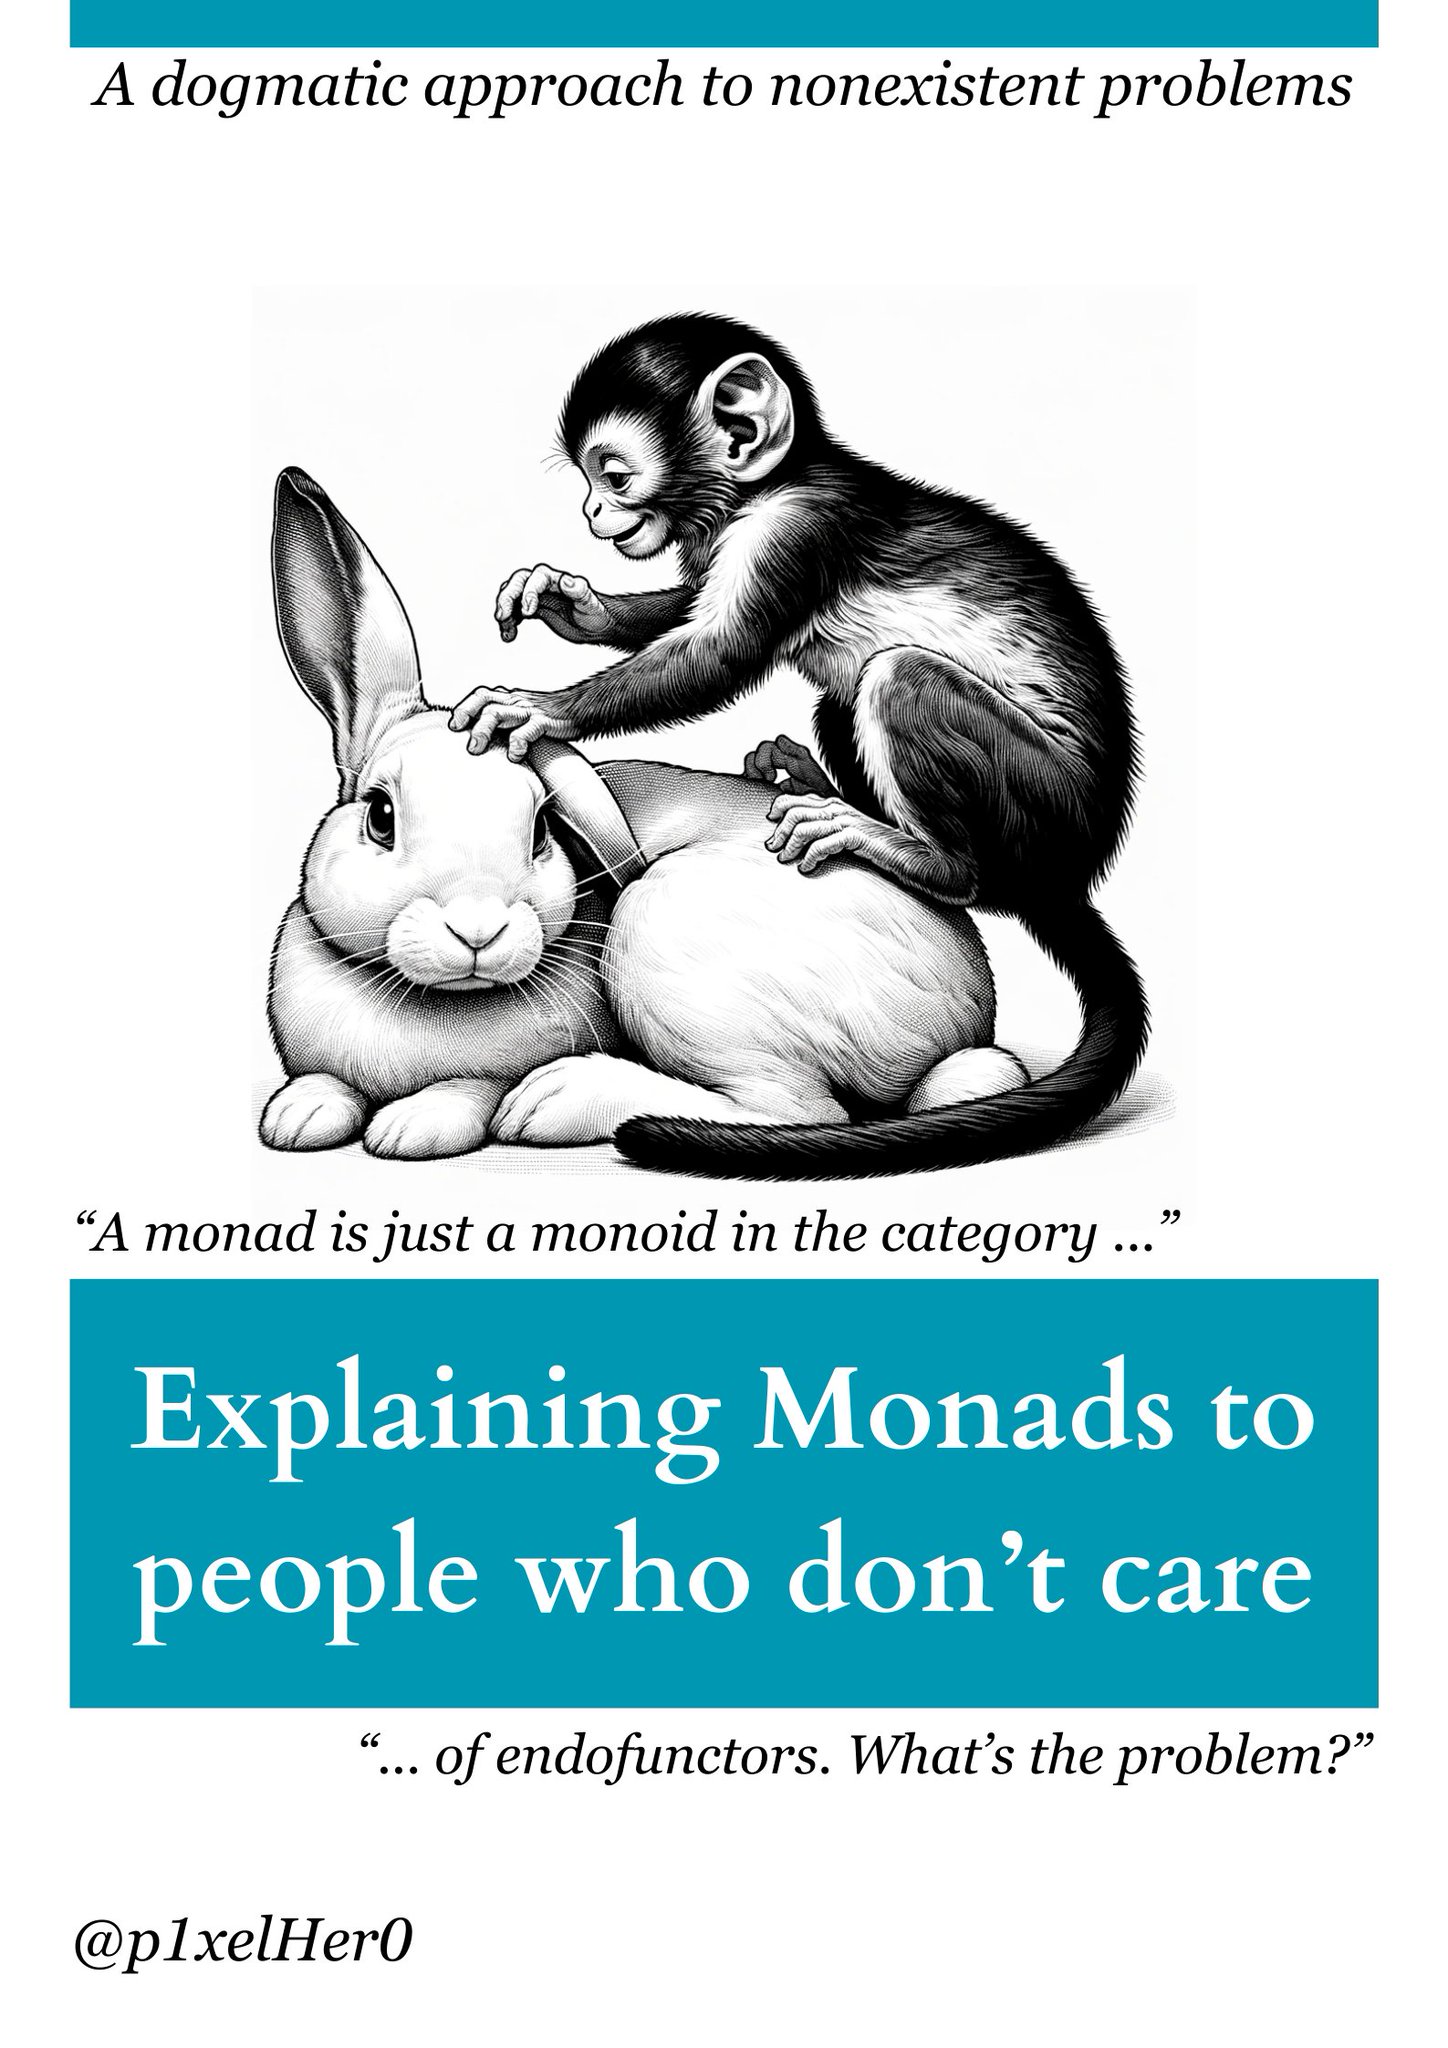 A dogmatic approach to nonexistent problems
“A monad is just a monoid in the category ...”
Explaining Monads to
people who don’t care
“... of endofunctors. What’s the problem?”
@p1xelHer0